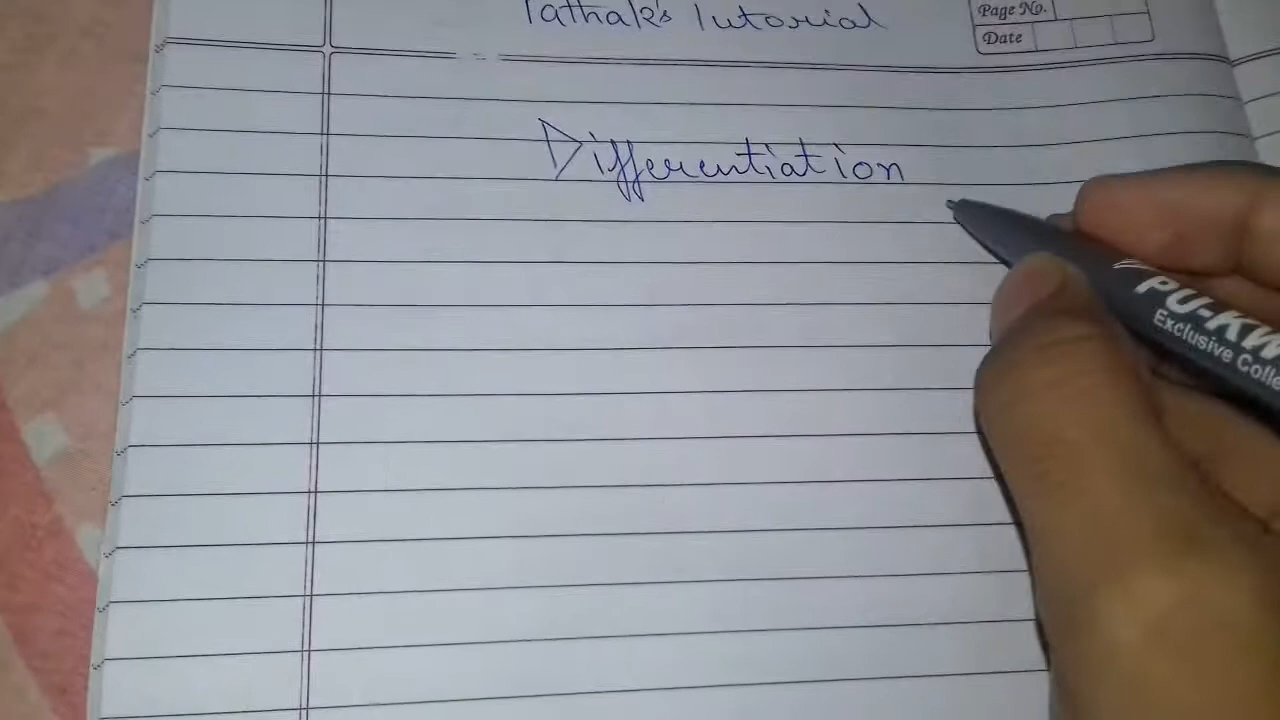 Pathak's Tutorial
Page No.
Date
Differentiation
PU-KW
Exclusive Colle